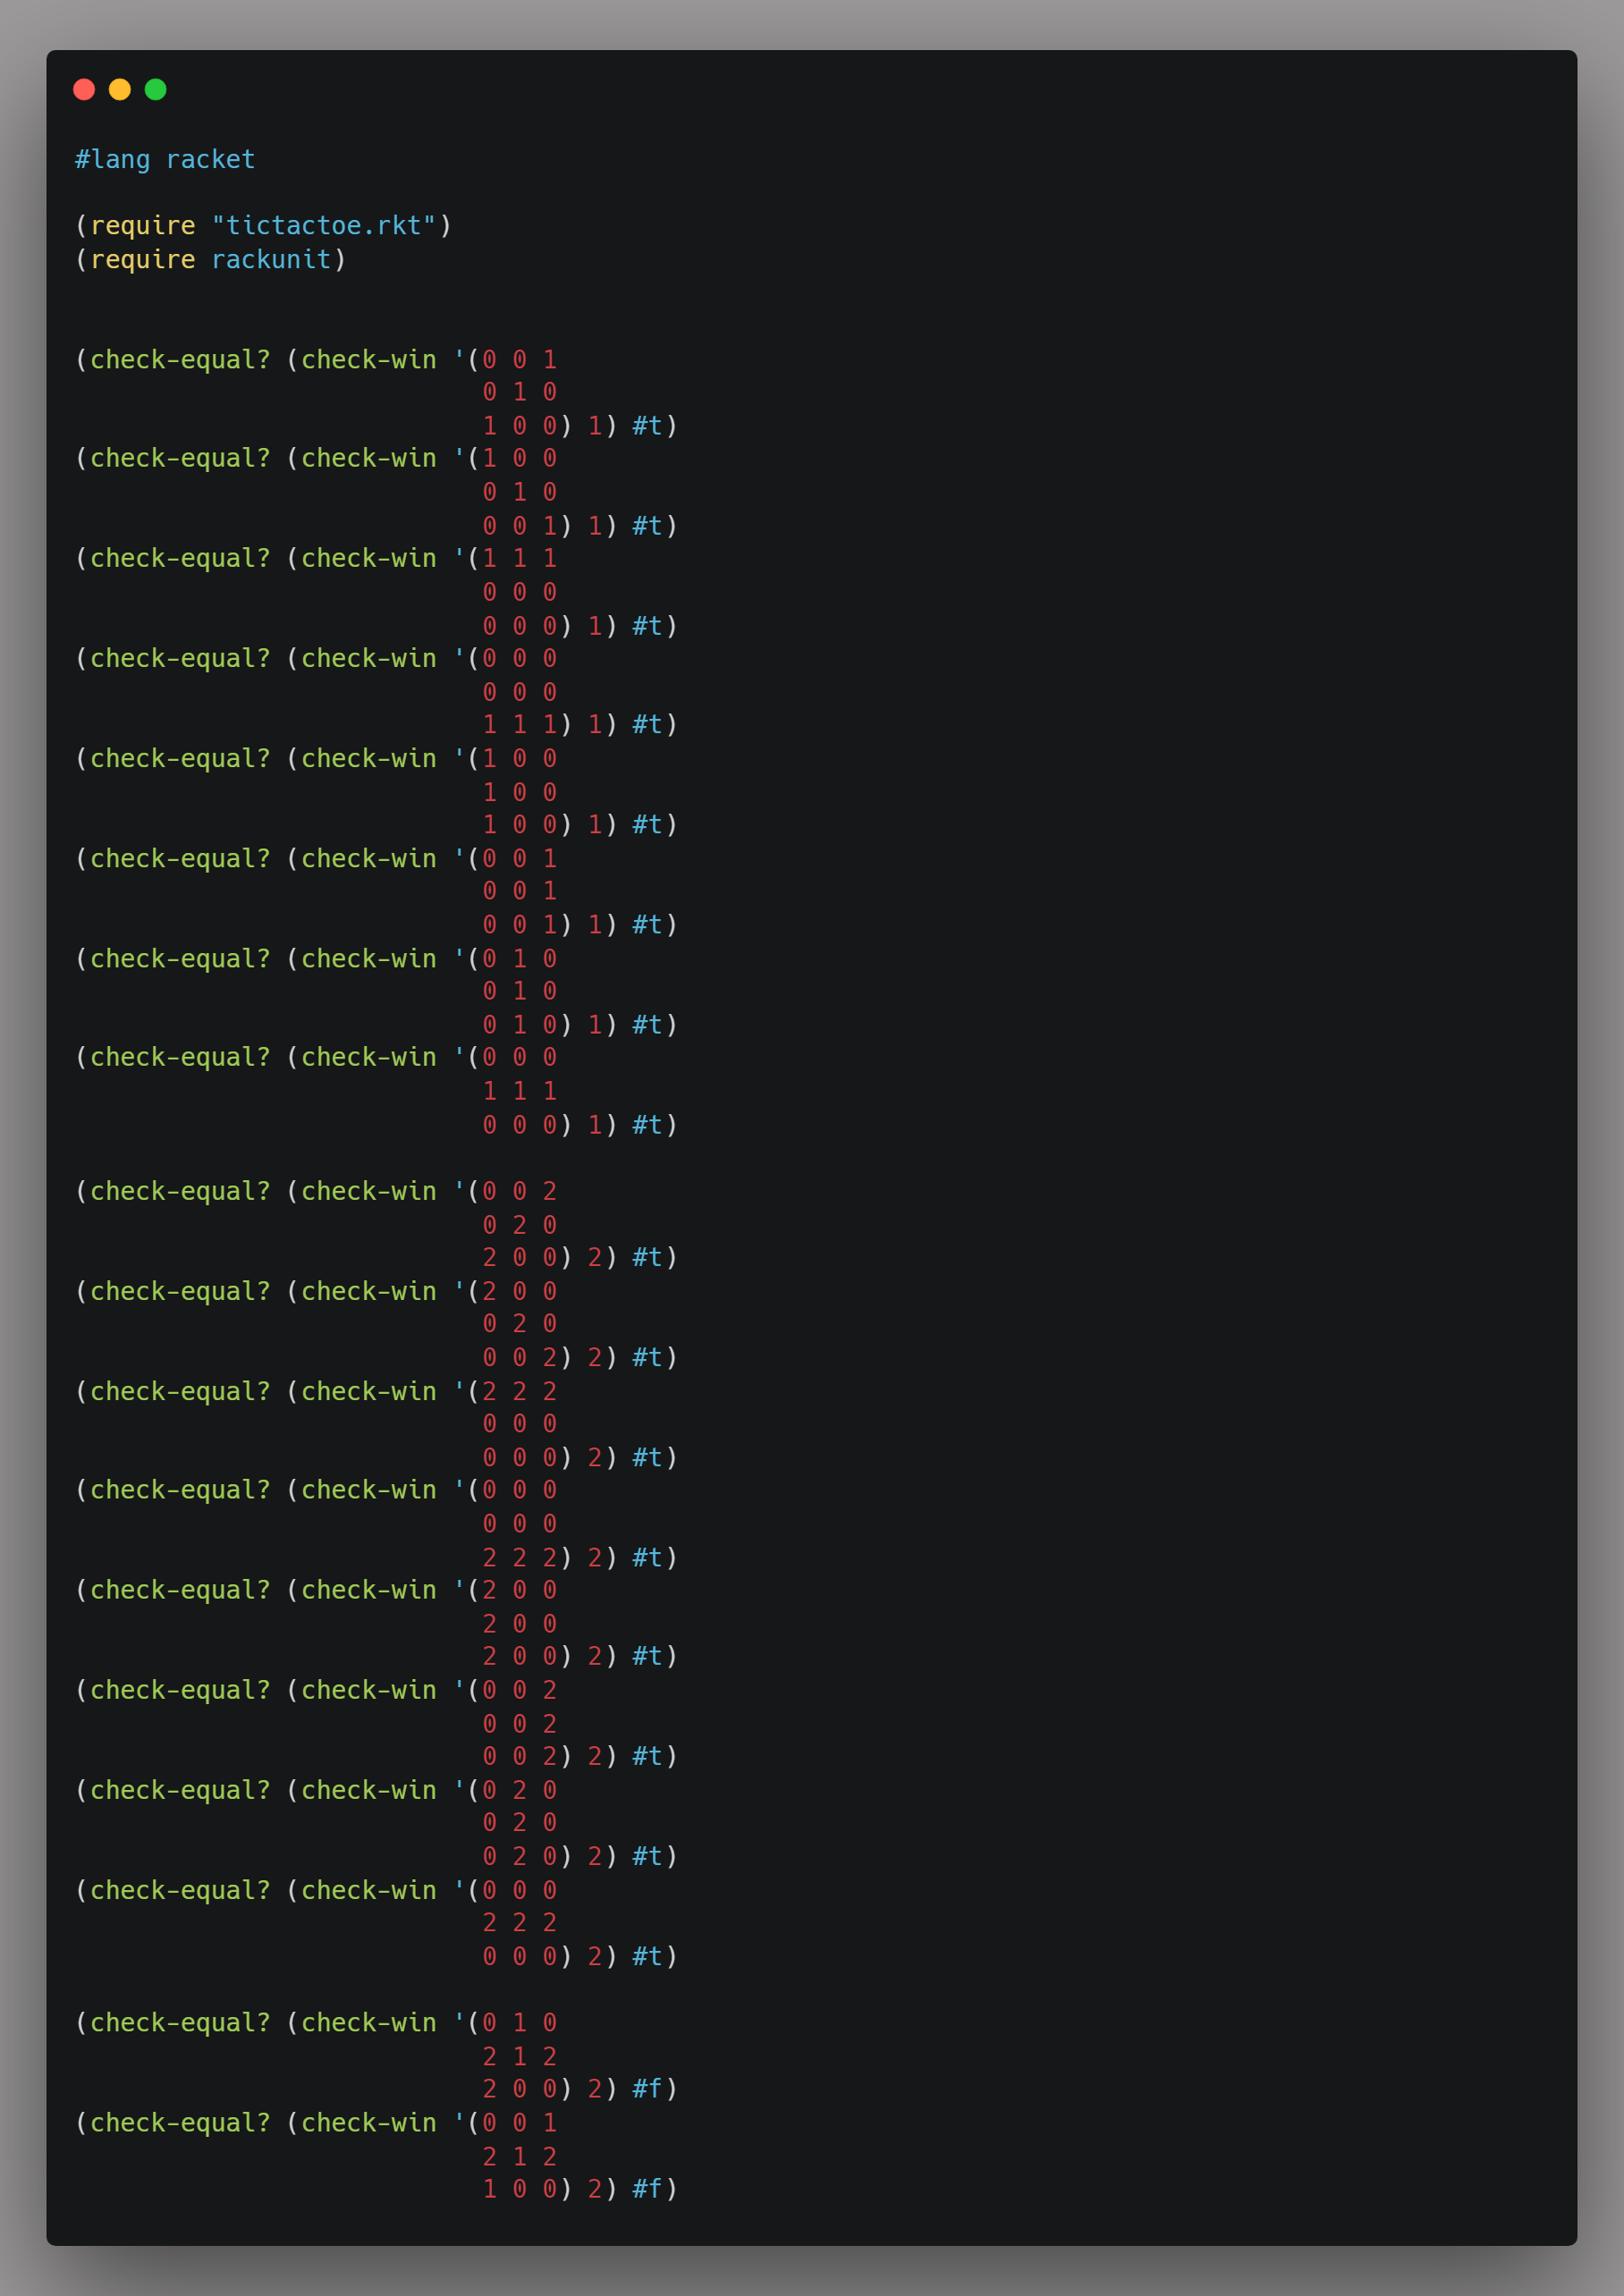 #lang racket
(require "tictactoe.rkt")
(require rackunit)
(check-equal? (check-win '(0 0 1
0 1 0
1 0 0) 1) #t)
(check-equal? (check-win '(1 0 0
0 1 0
0 0 1) 1) #t)
(check-equal? (check-win '(1 1 1
0 0 0
0 0 0) 1) #t)
(check-equal? (check-win '(0 0 0
0 0 0
1 1 1) 1) #t)
(check-equal? (check-win '(1 0 0
1 0 0
1 0 0) 1) #t)
(check-equal? (check-win '(0 0 1
0 0 1
0 0 1) 1) #t)
(check-equal? (check-win '(0 1 0
0 1 0
0 1 0) 1) #t)
(check-equal? (check-win '(0 0 0
1 1 1
0 0 0) 1) #t)
(check-equal? (check-win '(0 0 2
0 2 0
2 0 0) 2) #t)
(check-equal? (check-win '(2 0 0
0 2 0
0 0 2) 2) #t)
(check-equal? (check-win '(2 2 2
0 0 0
0 0 0) 2) #t)
(check-equal? (check-win '(0 0 0
0 0 0
2 2 2) 2) #t)
(check-equal? (check-win '(2 0 0
2 0 0
2 0 0) 2) #t)
(check-equal? (check-win '(0 0 2
0 0 2
0 0 2) 2) #t)
(check-equal? (check-win '(0 2 0
0 2 0
0 2 0) 2) #t)
(check-equal? (check-win '(0 0 0
2 2 2
0 0 0) 2) #t)
(check-equal? (check-win '(0 1 0
2 1 2
2 0 0) 2) #f)
(check-equal? (check-win '(0 0 1
2 1 2
1 0 0) 2) #f)